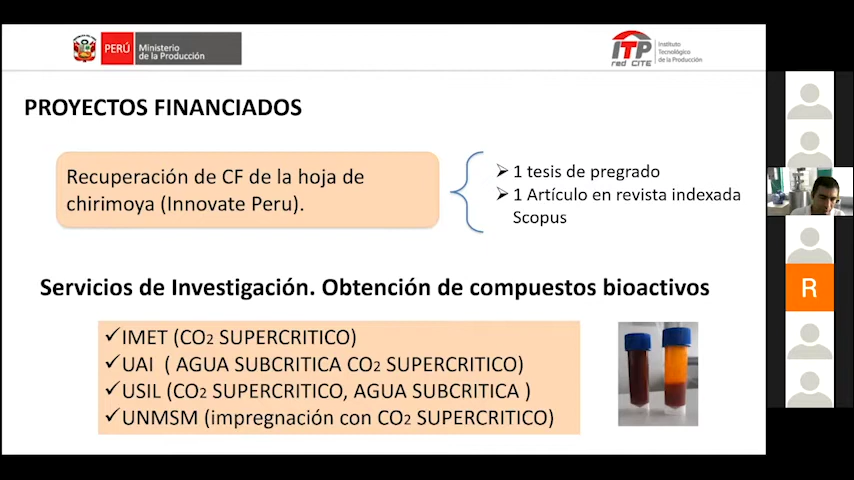 PERÚ
Ministerio
de la Producción
ITP
red CITE
Instituto
Tecnológico
de la Producción
PROYECTOS FINANCIADOS
Recuperación de CF de la hoja de
chirimoya (Innovate Peru).
➢ 1 tesis de pregrado
➢ 1 Artículo en revista indexada
Scopus
Servicios de Investigación. Obtención de compuestos bioactivos
✓IMET (CO2 SUPERCRITICO)
✓UAI ( AGUA SUBCRITICA CO2 SUPERCRITICO)
✓USIL (CO2 SUPERCRITICO, AGUA SUBCRITICA )
✓UNMSM (impregnación con CO2 SUPERCRITICO)
R